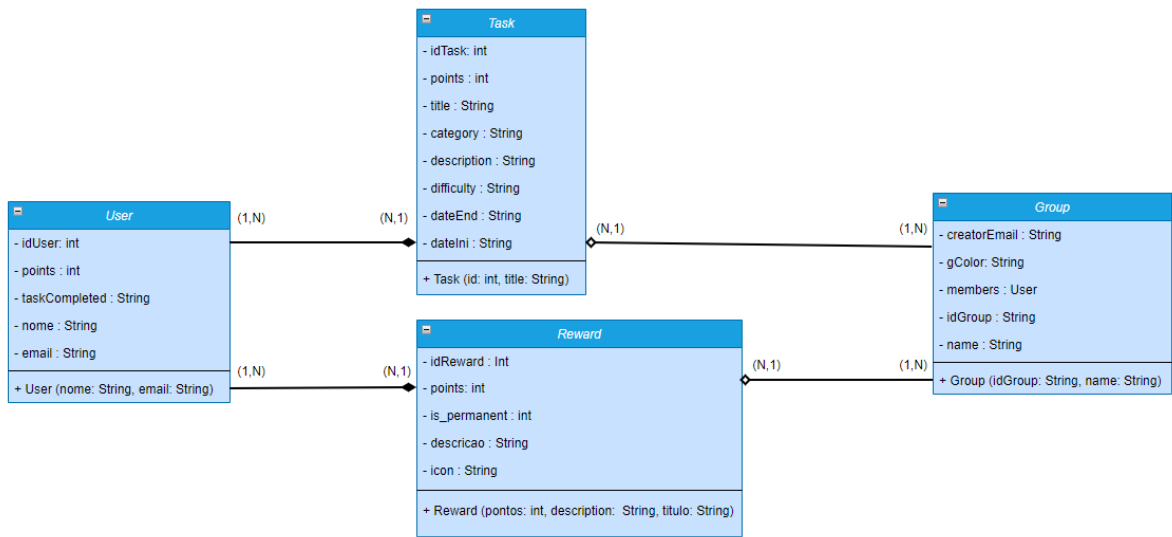 Task
- idTask: int
- points : int
- title : String
- category : String
- description : String
- difficulty : String
- dateEnd : String
- dateIni : String
+ Task (id: int, title: String)
User
- idUser: int
- points : int
- taskCompleted : String
- nome : String
- email : String
+ User (nome: String, email: String)
(1,N)
(N,1)
(N,1)
(1,N)
Group
- creatorEmail : String
- gColor: String
- members : User
- idGroup : String
- name : String
+ Group (idGroup: String, name: String)
(1,N)
(N,1)
Reward
- idReward : Int
- points: int
- is_permanent : int
- descricao : String
- icon : String
+ Reward (pontos: int, description: String, titulo: String)
(N,1)
(1,N)